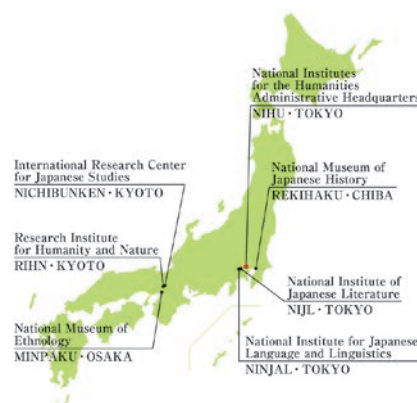 National Institutes
for the Humanities
Administrative Headquarters
NIHU・TOKYO
International Research Center
for Japanese Studies
NICHIBUNKEN・KYOTO
National Museum of
Japanese History
REKIHAKU・CHIBA
Research Institute
for Humanity and Nature
RIHN・KYOTO
National Institute of
Japanese Literature
NIJL・TOKYO
National Museum of
Ethnology
MINPAKU・OSAKA
National Institute for Japanese
Language and Linguistics
NINJAL・TOKYO